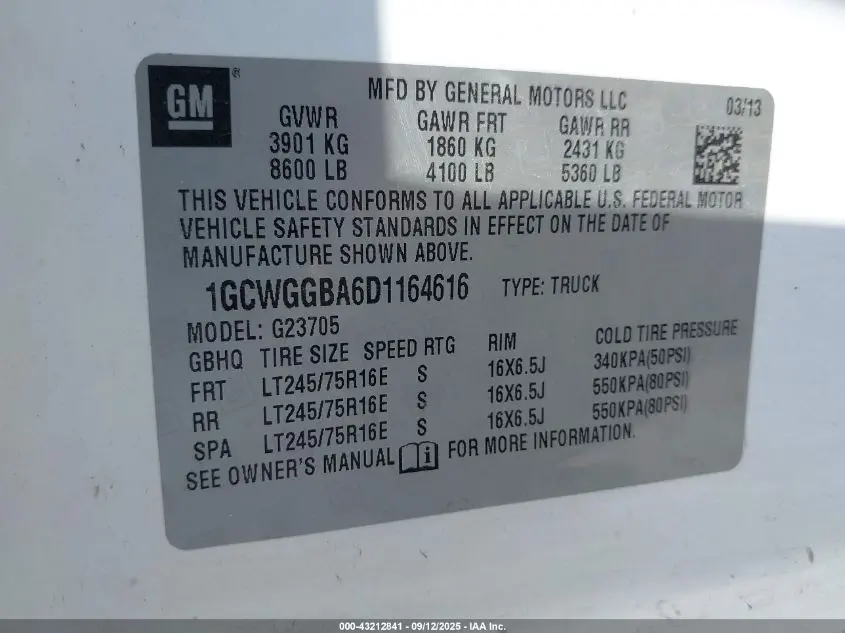 GM®
MFD BY GENERAL MOTORS LLC 03/13
GVWR GAWR FRT GAWR RR
3901 KG 1860 KG 2431 KG
8600 LB 4100 LB 5360 LB
THIS VEHICLE CONFORMS TO ALL APPLICABLE U.S. FEDERAL MOTOR
VEHICLE SAFETY STANDARDS IN EFFECT ON THE DATE OF
MANUFACTURE SHOWN ABOVE.
1GCWGGBA6D1164616 TYPE: TRUCK
MODEL: G23705
GBHQ TIRE SIZE SPEED RTG RIM COLD TIRE PRESSURE
FRT LT245/75R16E S 16X6.5J 340KPA(50PSI)
RR LT245/75R16E S 16X6.5J 550KPA(80PSI)
SPA LT245/75R16E S 16X6.5J 550KPA(80PSI)
SEE OWNER'S MANUAL i FOR MORE INFORMATION.
000-43212841 - 09/12/2025 - IAA Inc.